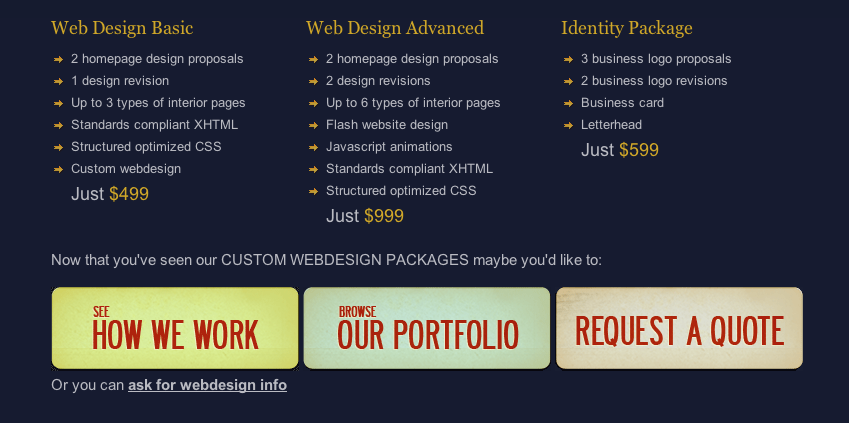 Web Design Basic
2 homepage design proposals
1 design revision
Up to 3 types of interior pages
Standards compliant XHTML
Structured optimized CSS
Custom webdesign
Just $499
Web Design Advanced
2 homepage design proposals
2 design revisions
Up to 6 types of interior pages
Flash website design
Javascript animations
Standards compliant XHTML
Structured optimized CSS
Just $999
Identity Package
3 business logo proposals
2 business logo revisions
Business card
Letterhead
Just $599
Now that you've seen our CUSTOM WEBDESIGN PACKAGES maybe you'd like to:
SEE
HOW WE WORK
BROWSE
OUR PORTFOLIO
REQUEST A QUOTE
Or you can ask for webdesign info